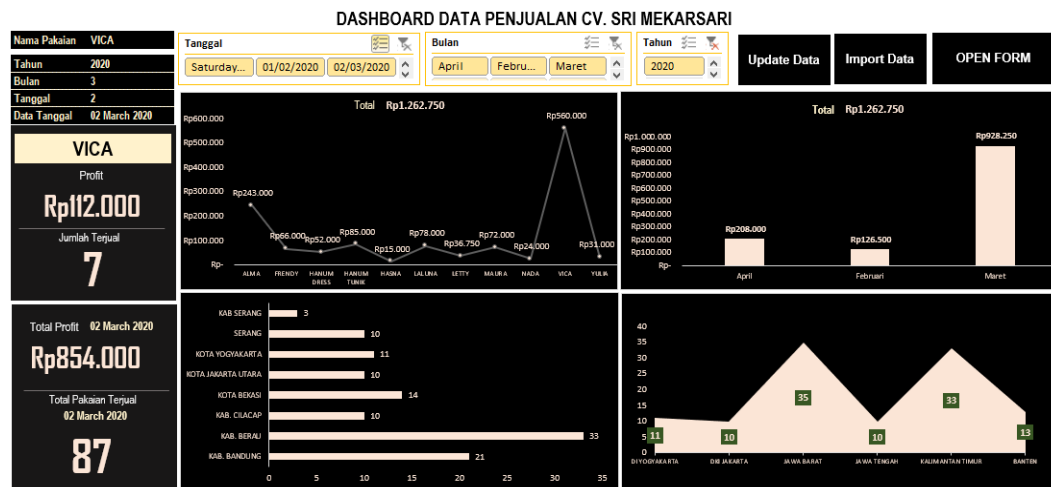 DASHBOARD DATA PENJUALAN CV. SRI MEKARSARI
Nama Pakaian VICA
Tahun 2020
Bulan 3
Tanggal 2
Data Tanggal 02 March 2020
Tanggal
Saturday... 01/02/2020 02/03/2020
Bulan
April Febru... Maret
Tahun
2020
Update Data
Import Data
OPEN FORM
VICA
Profit
Rp112.000
Jumlah Terjual
7
Total Profit 02 March 2020
Rp854.000
Total Pakaian Terjual
02 March 2020
87
Total Rp1.262.750
Rp600.000
Rp500.000
Rp400.000
Rp300.000
Rp200.000
Rp100.000
Rp-
Rp243.000
Rp66.000
Rp52.000
Rp85.000
Rp15.000
Rp78.000
Rp36.750
Rp72.000
Rp24.000
Rp560.000
Rp31.000
ALMA FRENDY HANUM DRESS HANUM TUNIK HASNA LALUNA LETTY MAURA NADA VICA YULIA
Total Rp1.262.750
Rp1.000.000
Rp900.000
Rp800.000
Rp700.000
Rp600.000
Rp500.000
Rp400.000
Rp300.000
Rp200.000
Rp100.000
Rp-
Rp208.000
Rp126.500
Rp928.250
April Februari Maret
KAB SERANG 3
SERANG 10
KOTA YOGYAKARTA 11
KOTA JAKARTA UTARA 10
KOTA BEKASI 14
KAB. CILACAP 10
KAB. BERAU 33
KAB. BANDUNG 21
0 5 10 15 20 25 30 35
40
35
30
25
20
15
10
5
0
11
10
35
10
33
13
DI YOGYAKARTA DKI JAKARTA JAWA BARAT JAWA TENGAH KALIMANTAN TIMUR BANTEN